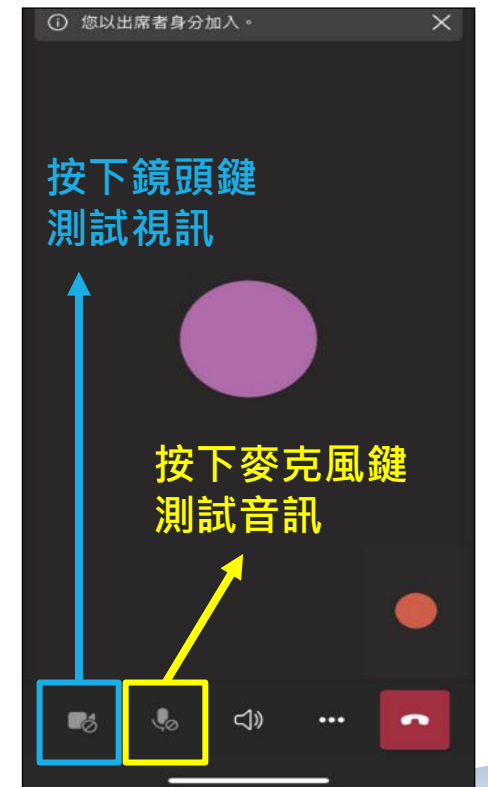 您以出席者身分加入。
按下鏡頭鍵
測試視訊
按下麥克風鍵
測試音訊